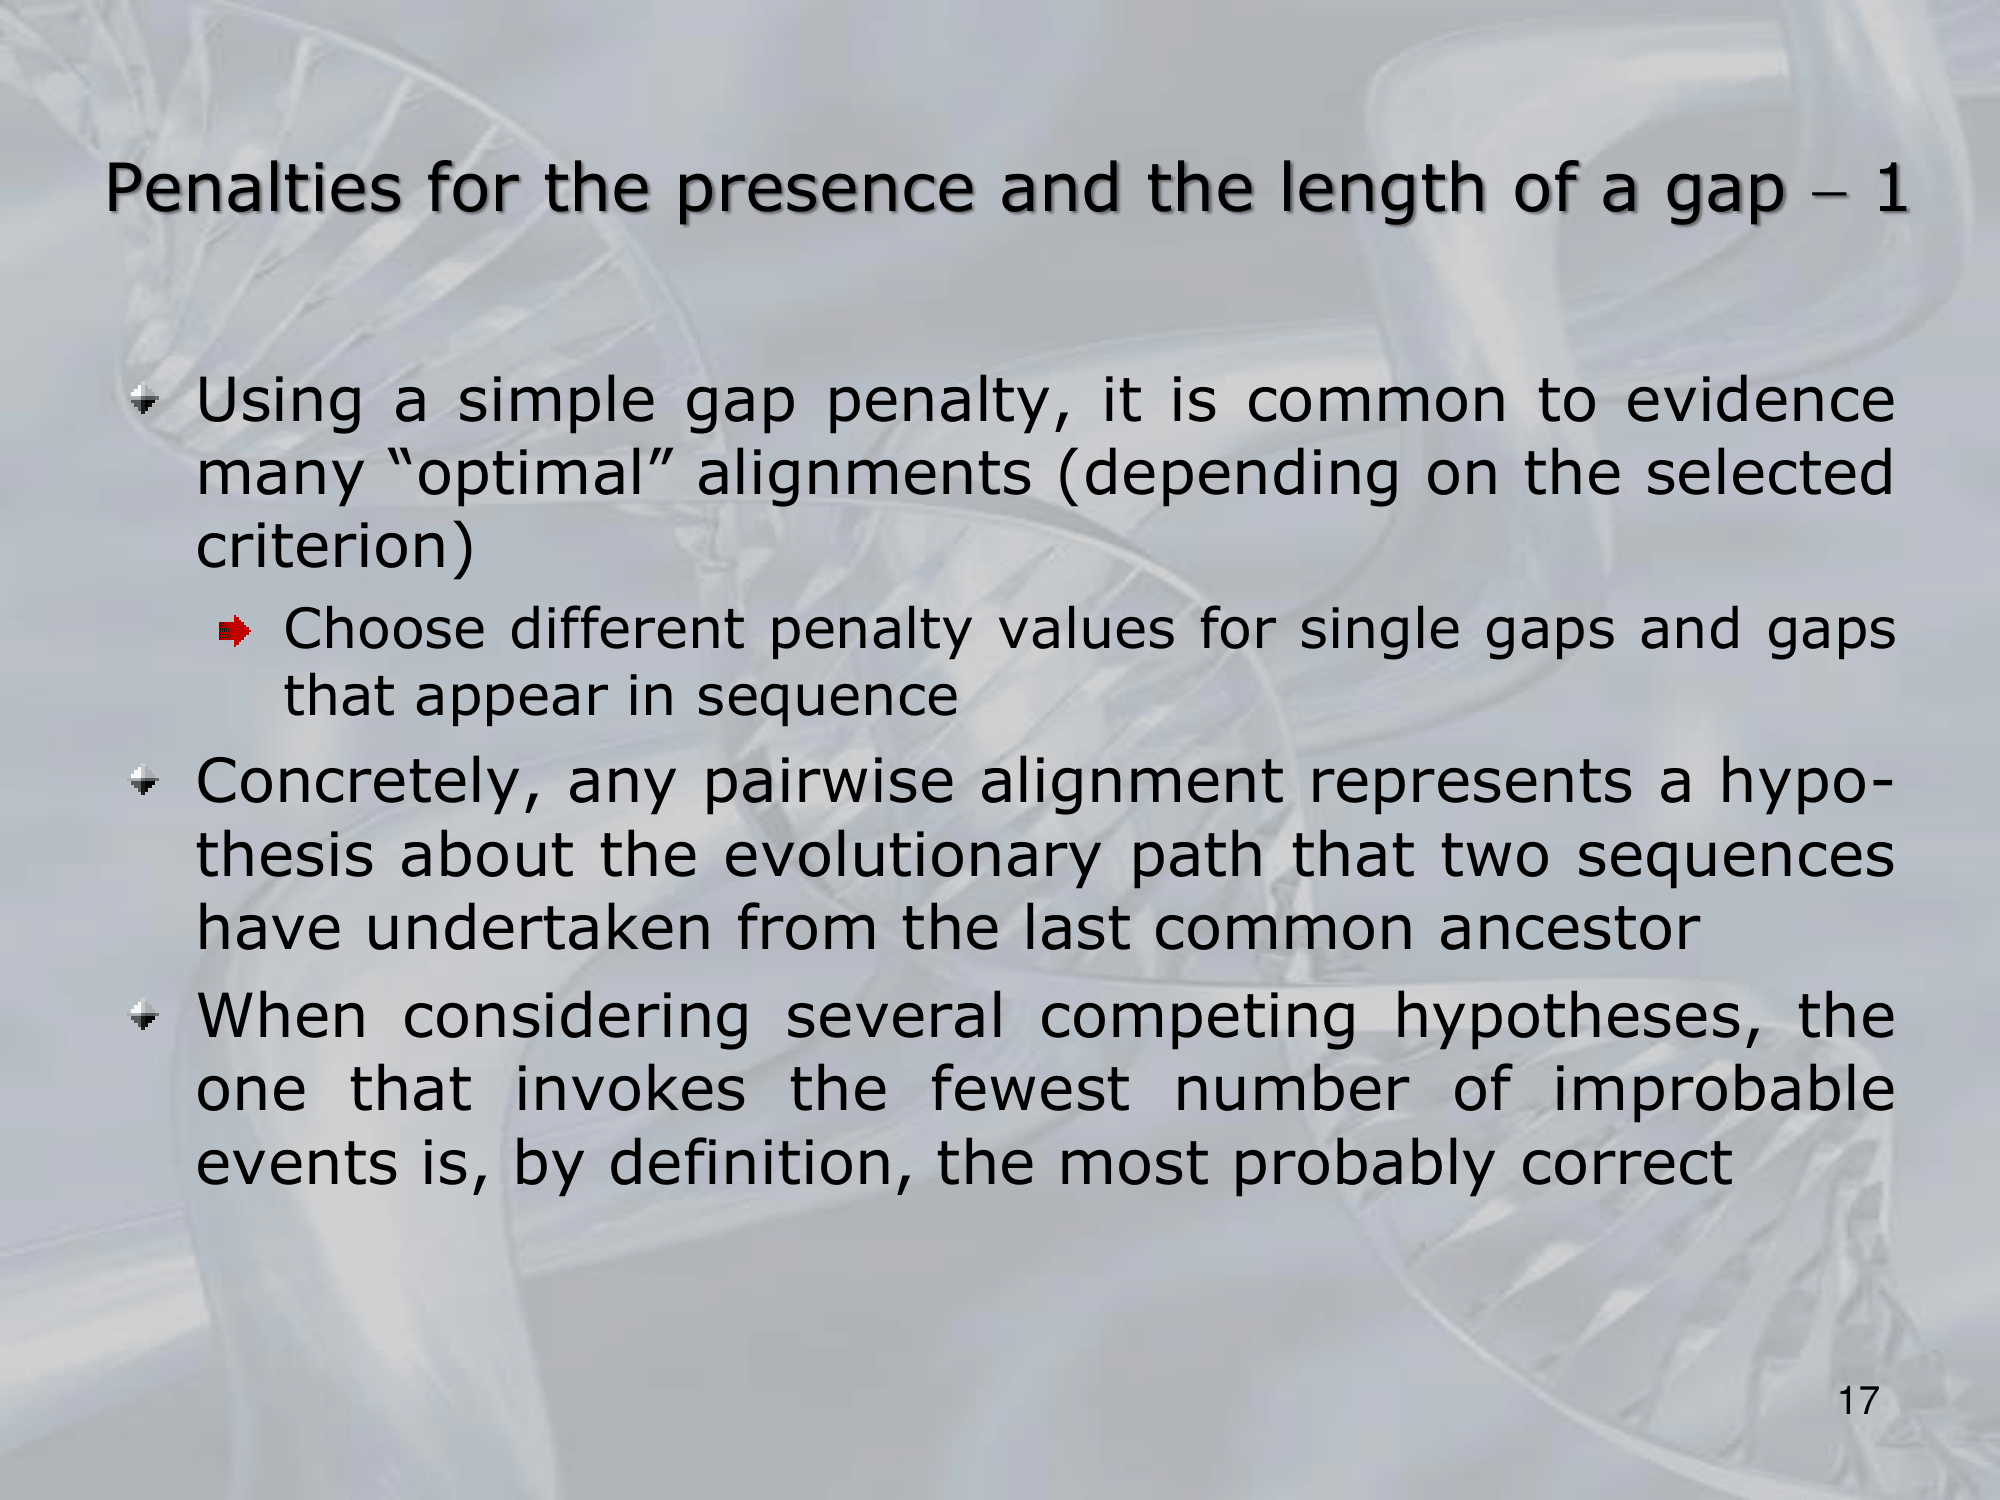 Penalties for the presence and the length of a gap – 1
Using a simple gap penalty, it is common to evidence
many “optimal” alignments (depending on the selected
criterion)
Choose different penalty values for single gaps and gaps
that appear in sequence
Concretely, any pairwise alignment represents a hypo-
thesis about the evolutionary path that two sequences
have undertaken from the last common ancestor
When considering several competing hypotheses, the
one that invokes the fewest number of improbable
events is, by definition, the most probably correct
17